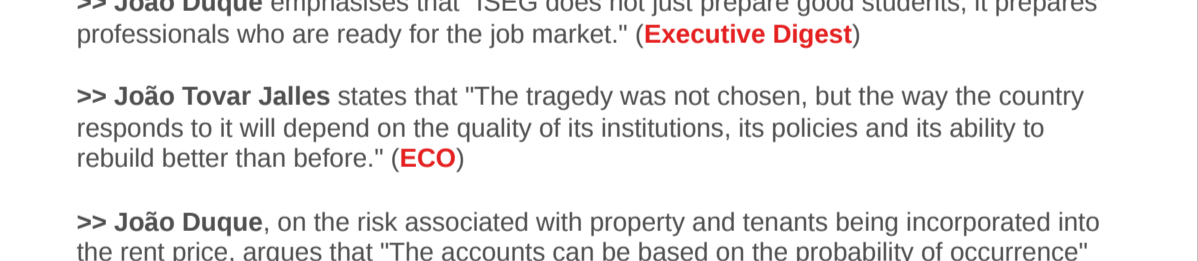 >> João Duque emphasises that "ISEG does not just prepare good students, it prepares
professionals who are ready for the job market." (Executive Digest)
>> João Tovar Jalles states that "The tragedy was not chosen, but the way the country
responds to it will depend on the quality of its institutions, its policies and its ability to
rebuild better than before." (ECO)
>> João Duque, on the risk associated with property and tenants being incorporated into
the rent price, argues that "The accounts can be based on the probability of occurrence"